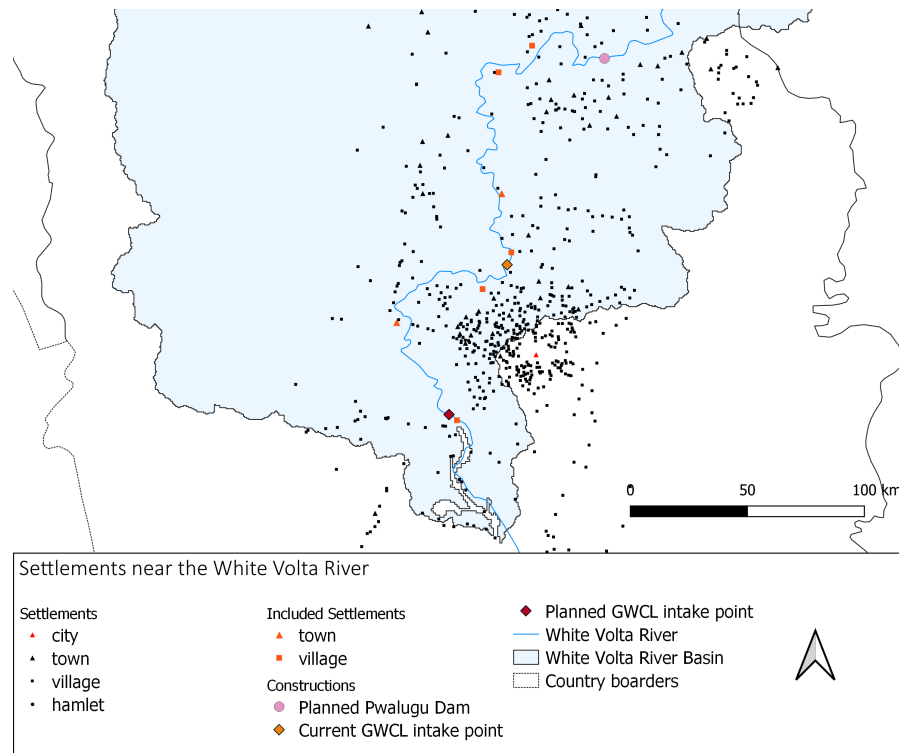 0 50 100 km
Settlements near the White Volta River
Settlements
city
town
village
hamlet
Included Settlements
town
village
Constructions
Planned Pwalugu Dam
Current GWCL intake point
Planned GWCL intake point
White Volta River
White Volta River Basin
Country boarders